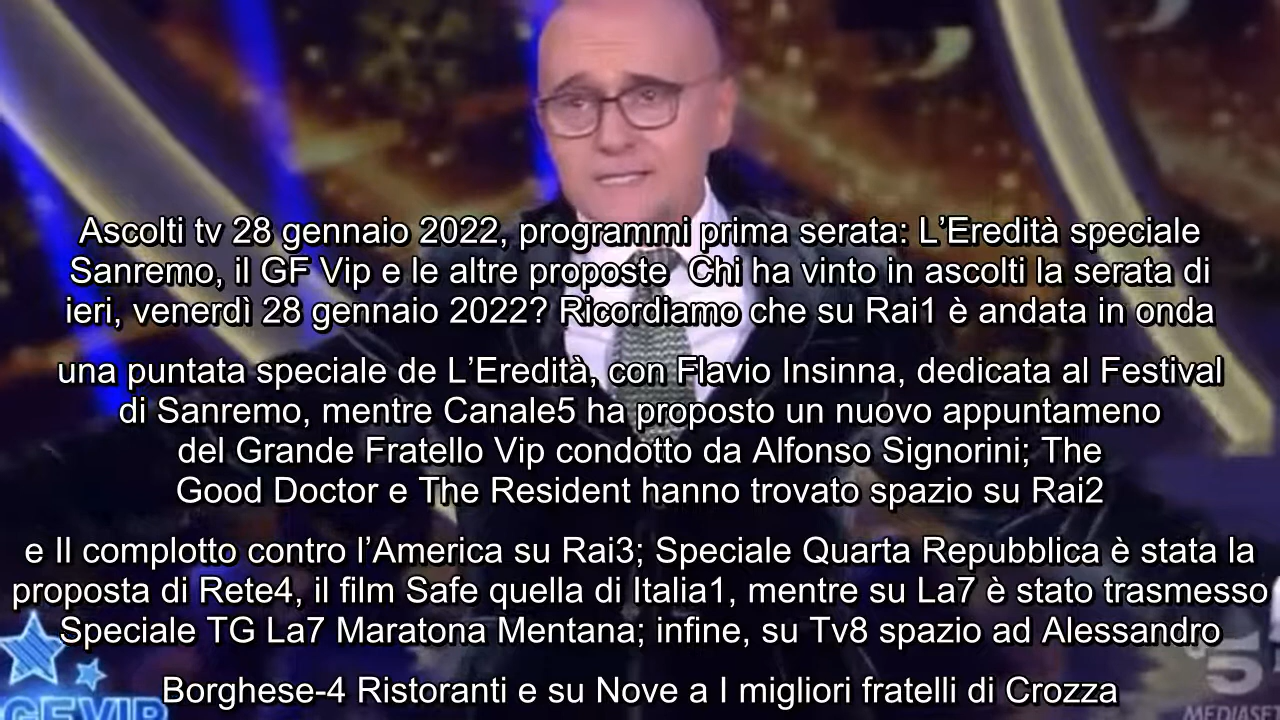 Ascolti tv 28 gennaio 2022, programmi prima serata: L’Eredità speciale
Sanremo, il GF Vip e le altre proposte  Chi ha vinto in ascolti la serata di
ieri, venerdì 28 gennaio 2022? Ricordiamo che su Rai1 è andata in onda
una puntata speciale de L’Eredità, con Flavio Insinna, dedicata al Festival
di Sanremo, mentre Canale5 ha proposto un nuovo appuntameno
del Grande Fratello Vip condotto da Alfonso Signorini; The
Good Doctor e The Resident hanno trovato spazio su Rai2
e Il complotto contro l’America su Rai3; Speciale Quarta Repubblica è stata la
proposta di Rete4, il film Safe quella di Italia1, mentre su La7 è stato trasmesso
Speciale TG La7 Maratona Mentana; infine, su Tv8 spazio ad Alessandro
Borghese-4 Ristoranti e su Nove a I migliori fratelli di Crozza
GF VIP
5
MEDIASET